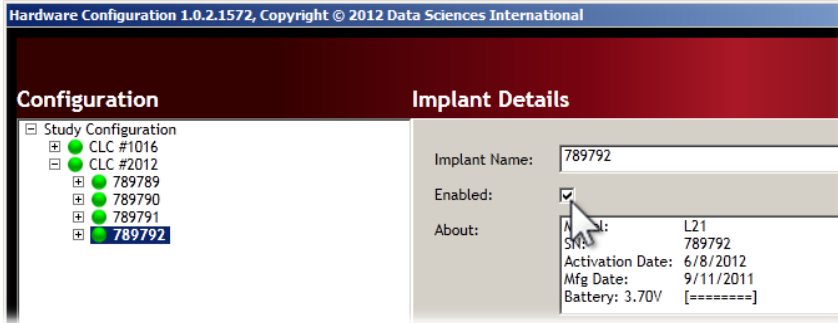 Hardware Configuration 1.0.2.1572, Copyright © 2012 Data Sciences International
Configuration
Implant Details
Study Configuration
CLC #1016
CLC #2012
789789
789790
789791
789792
Implant Name: 789792
Enabled:
About:
L21
SN: 789792
Activation Date: 6/8/2012
Mfg Date: 9/11/2011
Battery: 3.70V [========]